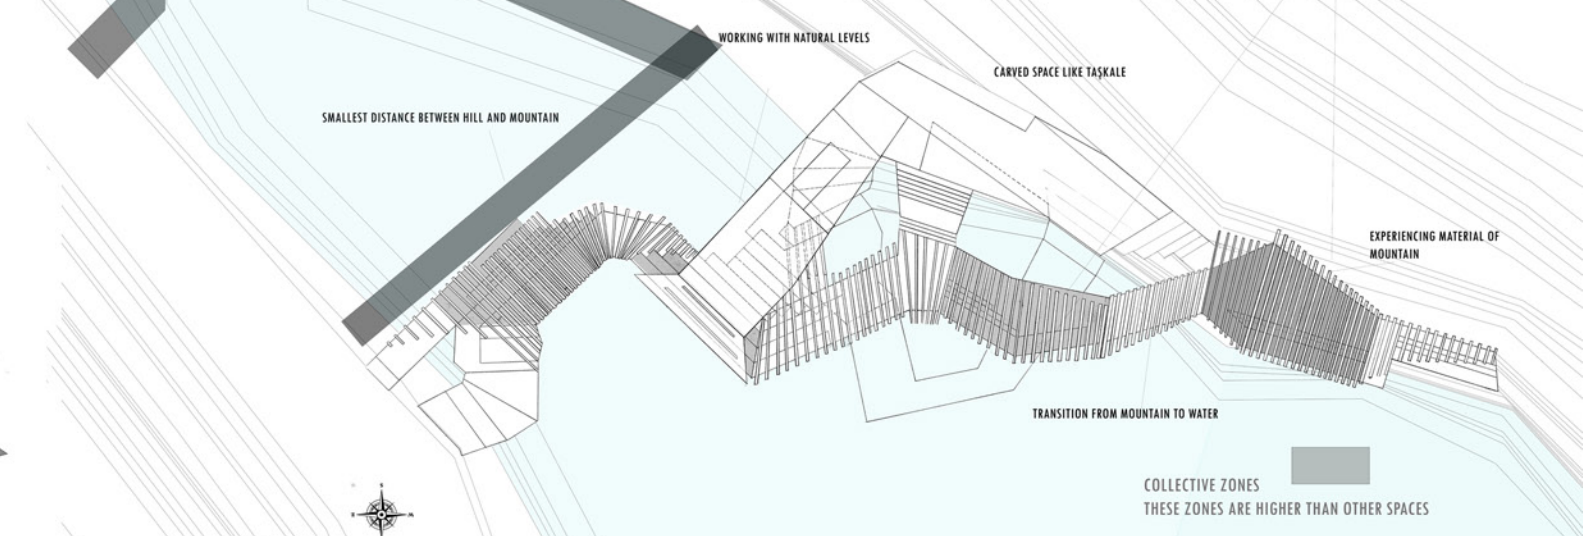 WORKING WITH NATURAL LEVELS
CARVED SPACE LIKE TAŞKALE
SMALLEST DISTANCE BETWEEN HILL AND MOUNTAIN
EXPERIENCING MATERIAL OF
MOUNTAIN
TRANSITION FROM MOUNTAIN TO WATER
COLLECTIVE ZONES
THESE ZONES ARE HIGHER THAN OTHER SPACES